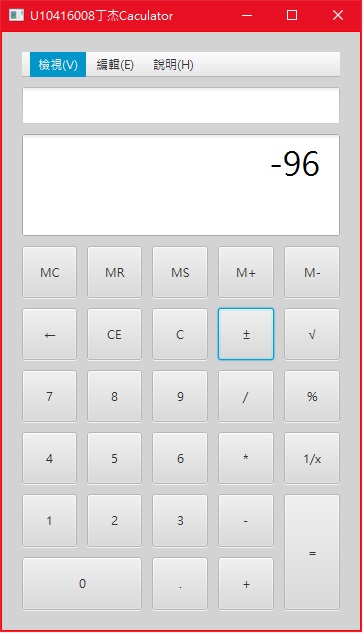 U10416008丁杰Caculator
檢視(V) 編輯(E) 說明(H)
-96
MC MR MS M+ M-
← CE C ± √
7 8 9 / %
4 5 6 * 1/x
1 2 3 - =
0 . +